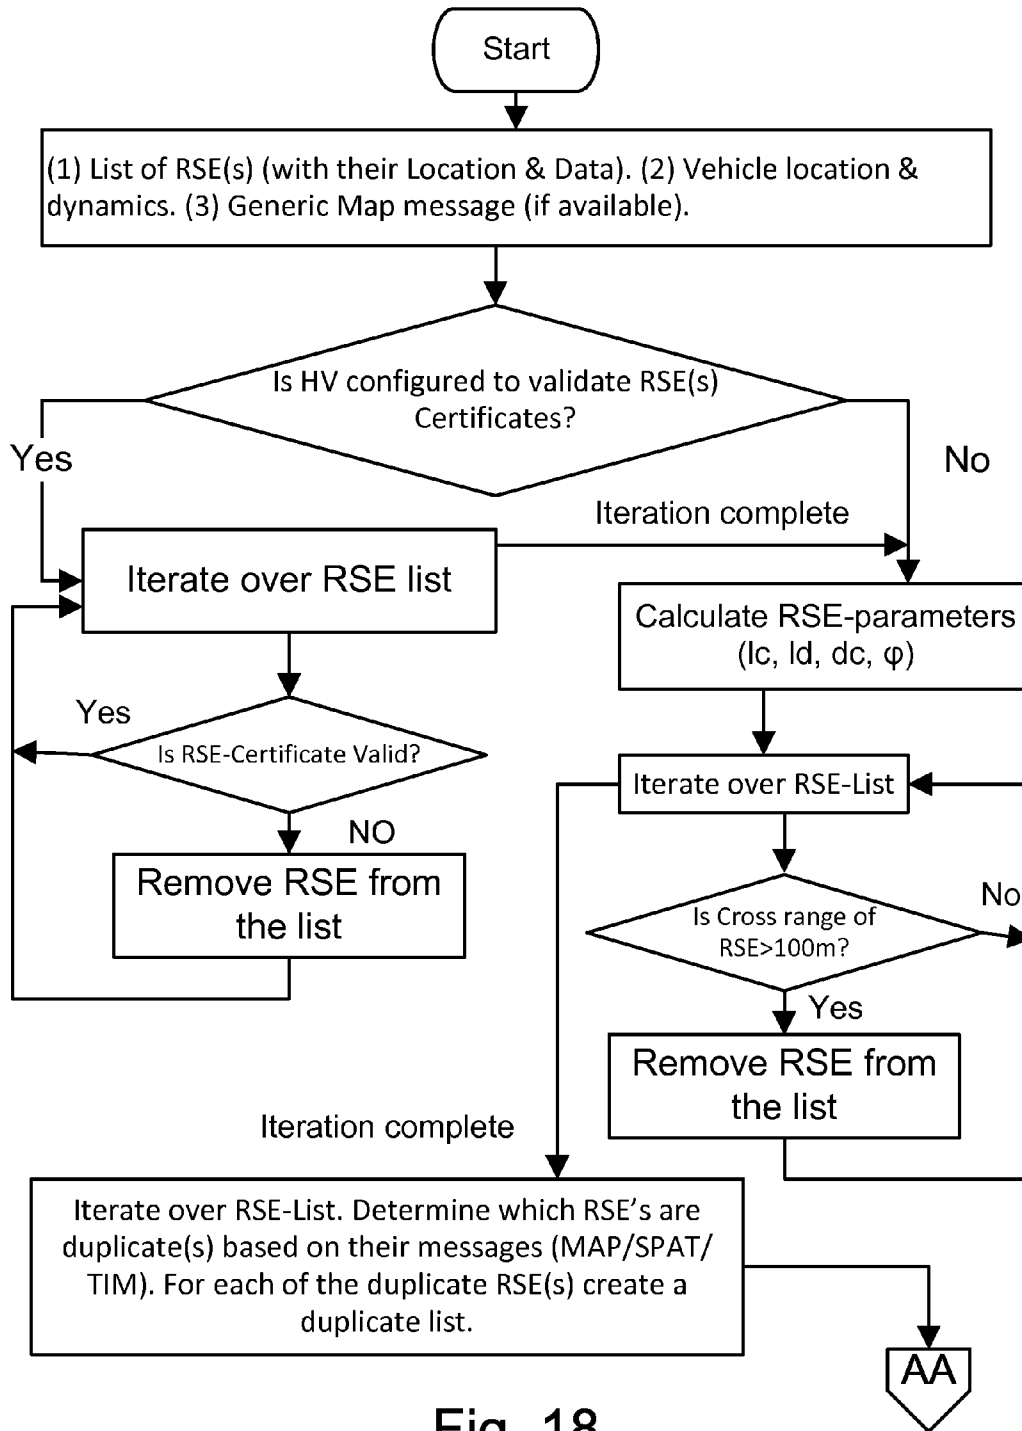 Start
(1) List of RSE(s) (with their Location & Data). (2) Vehicle location &
dynamics. (3) Generic Map message (if available).
Is HV configured to validate RSE(s)
Certificates?
Yes
No
Iteration complete
Iterate over RSE list
Calculate RSE-parameters
(lc, ld, dc, φ)
Yes
Is RSE-Certificate Valid?
Iterate over RSE-List
NO
Remove RSE from
the list
Is Cross range of
RSE>100m?
No
Yes
Remove RSE from
the list
Iteration complete
Iterate over RSE-List. Determine which RSE’s are
duplicate(s) based on their messages (MAP/SPAT/
TIM). For each of the duplicate RSE(s) create a
duplicate list.
AA
Fig. 18